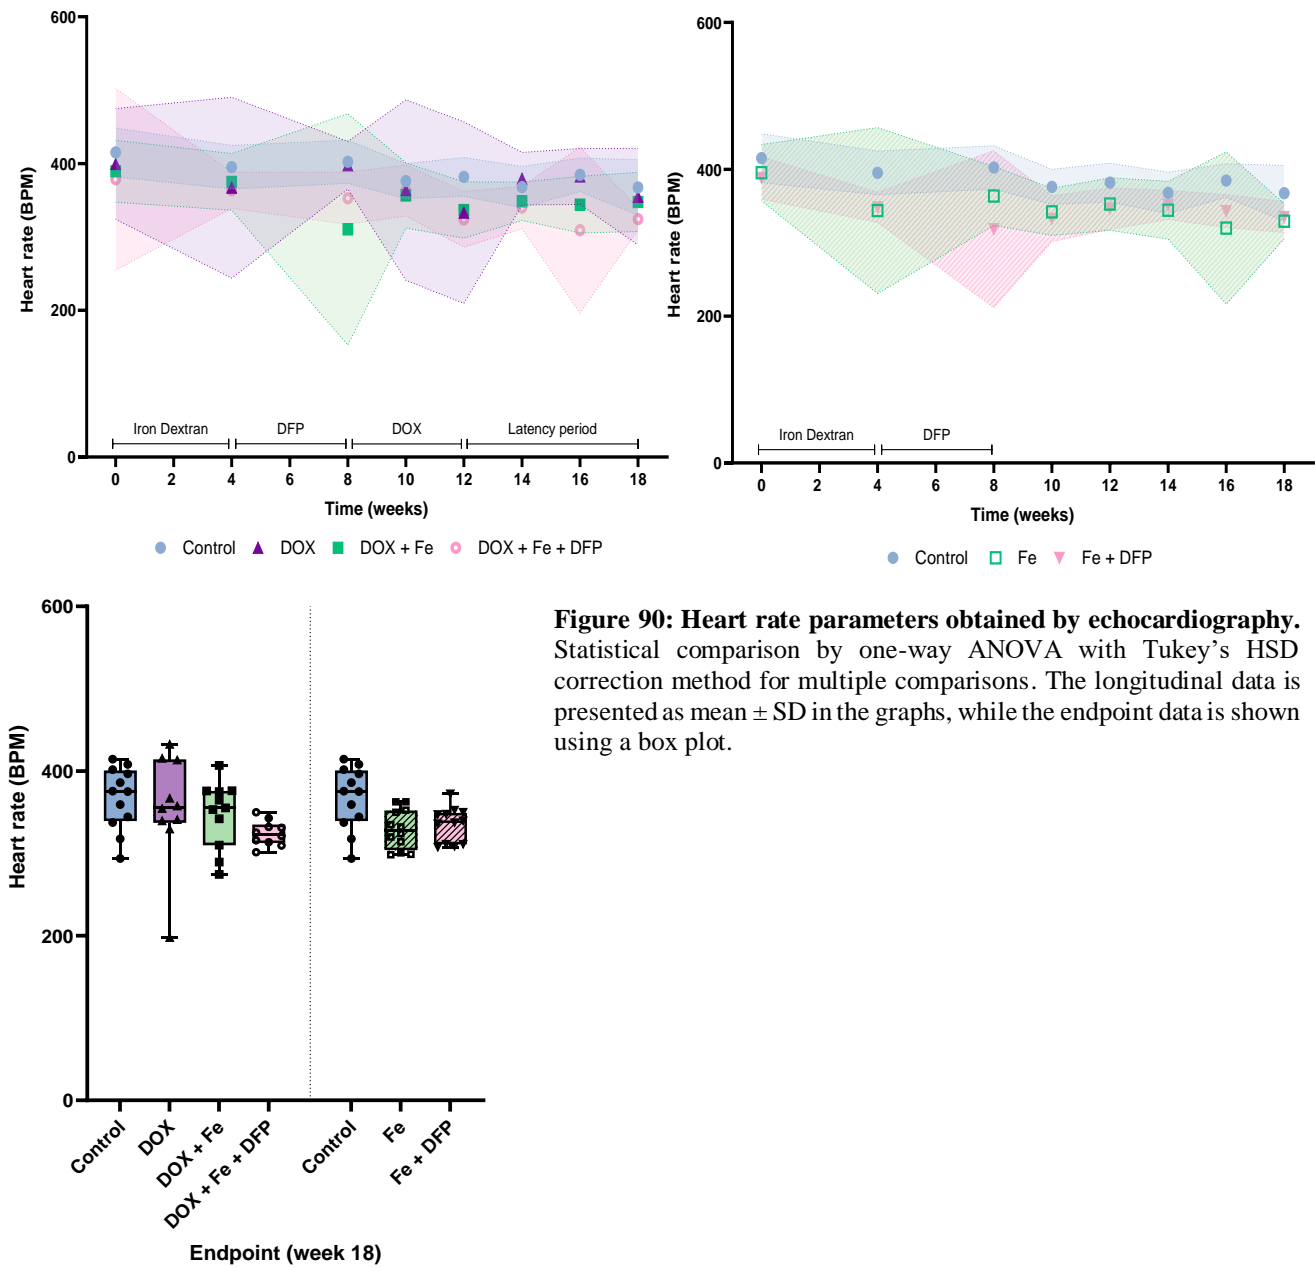 600
400
200
0
Heart rate (BPM)
Iron Dextran DFP DOX Latency period
0 2 4 6 8 10 12 14 16 18
Time (weeks)
Control DOX DOX + Fe DOX + Fe + DFP
600
400
200
0
Heart rate (BPM)
Iron Dextran DFP
0 2 4 6 8 10 12 14 16 18
Time (weeks)
Control Fe Fe + DFP
600
400
200
0
Heart rate (BPM)
Control DOX DOX + Fe DOX + Fe + DFP Control Fe Fe + DFP
Endpoint (week 18)
Figure 90: Heart rate parameters obtained by echocardiography.
Statistical comparison by one-way ANOVA with Tukey’s HSD
correction method for multiple comparisons. The longitudinal data is
presented as mean ± SD in the graphs, while the endpoint data is shown
using a box plot.